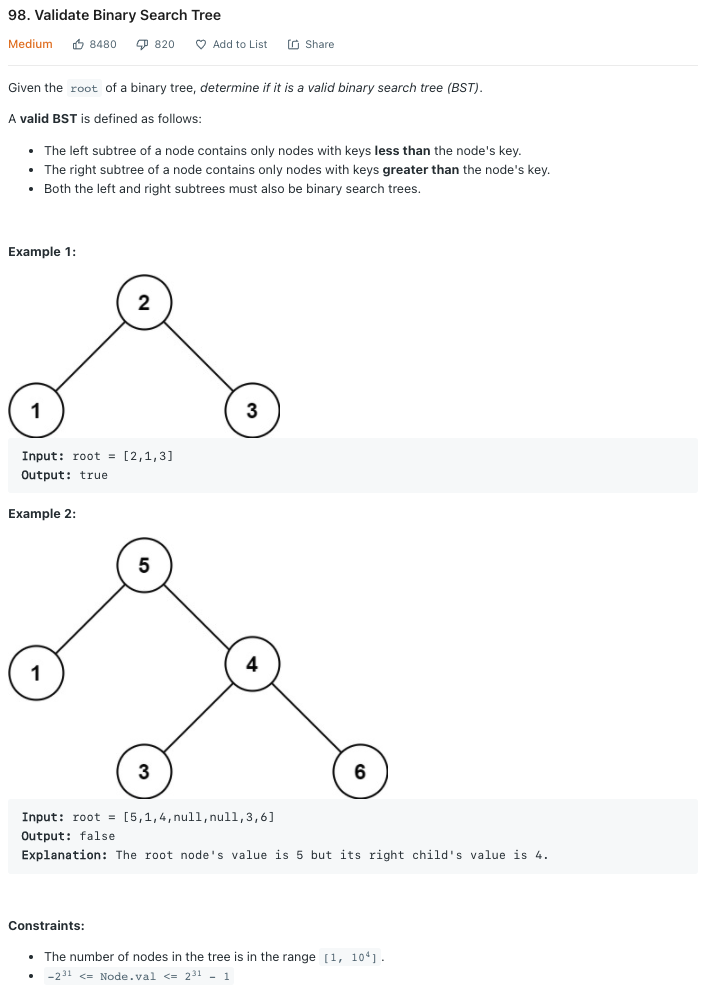 98. Validate Binary Search Tree
Medium 8480 820 Add to List Share
Given the root of a binary tree, determine if it is a valid binary search tree (BST).
A valid BST is defined as follows:
• The left subtree of a node contains only nodes with keys less than the node's key.
• The right subtree of a node contains only nodes with keys greater than the node's key.
• Both the left and right subtrees must also be binary search trees.
Example 1:
2
1 3
Input: root = [2,1,3]
Output: true
Example 2:
5
1 4
3 6
Input: root = [5,1,4,null,null,3,6]
Output: false
Explanation: The root node's value is 5 but its right child's value is 4.
Constraints:
• The number of nodes in the tree is in the range [1, 10⁴].
• -2³¹ <= Node.val <= 2³¹ - 1